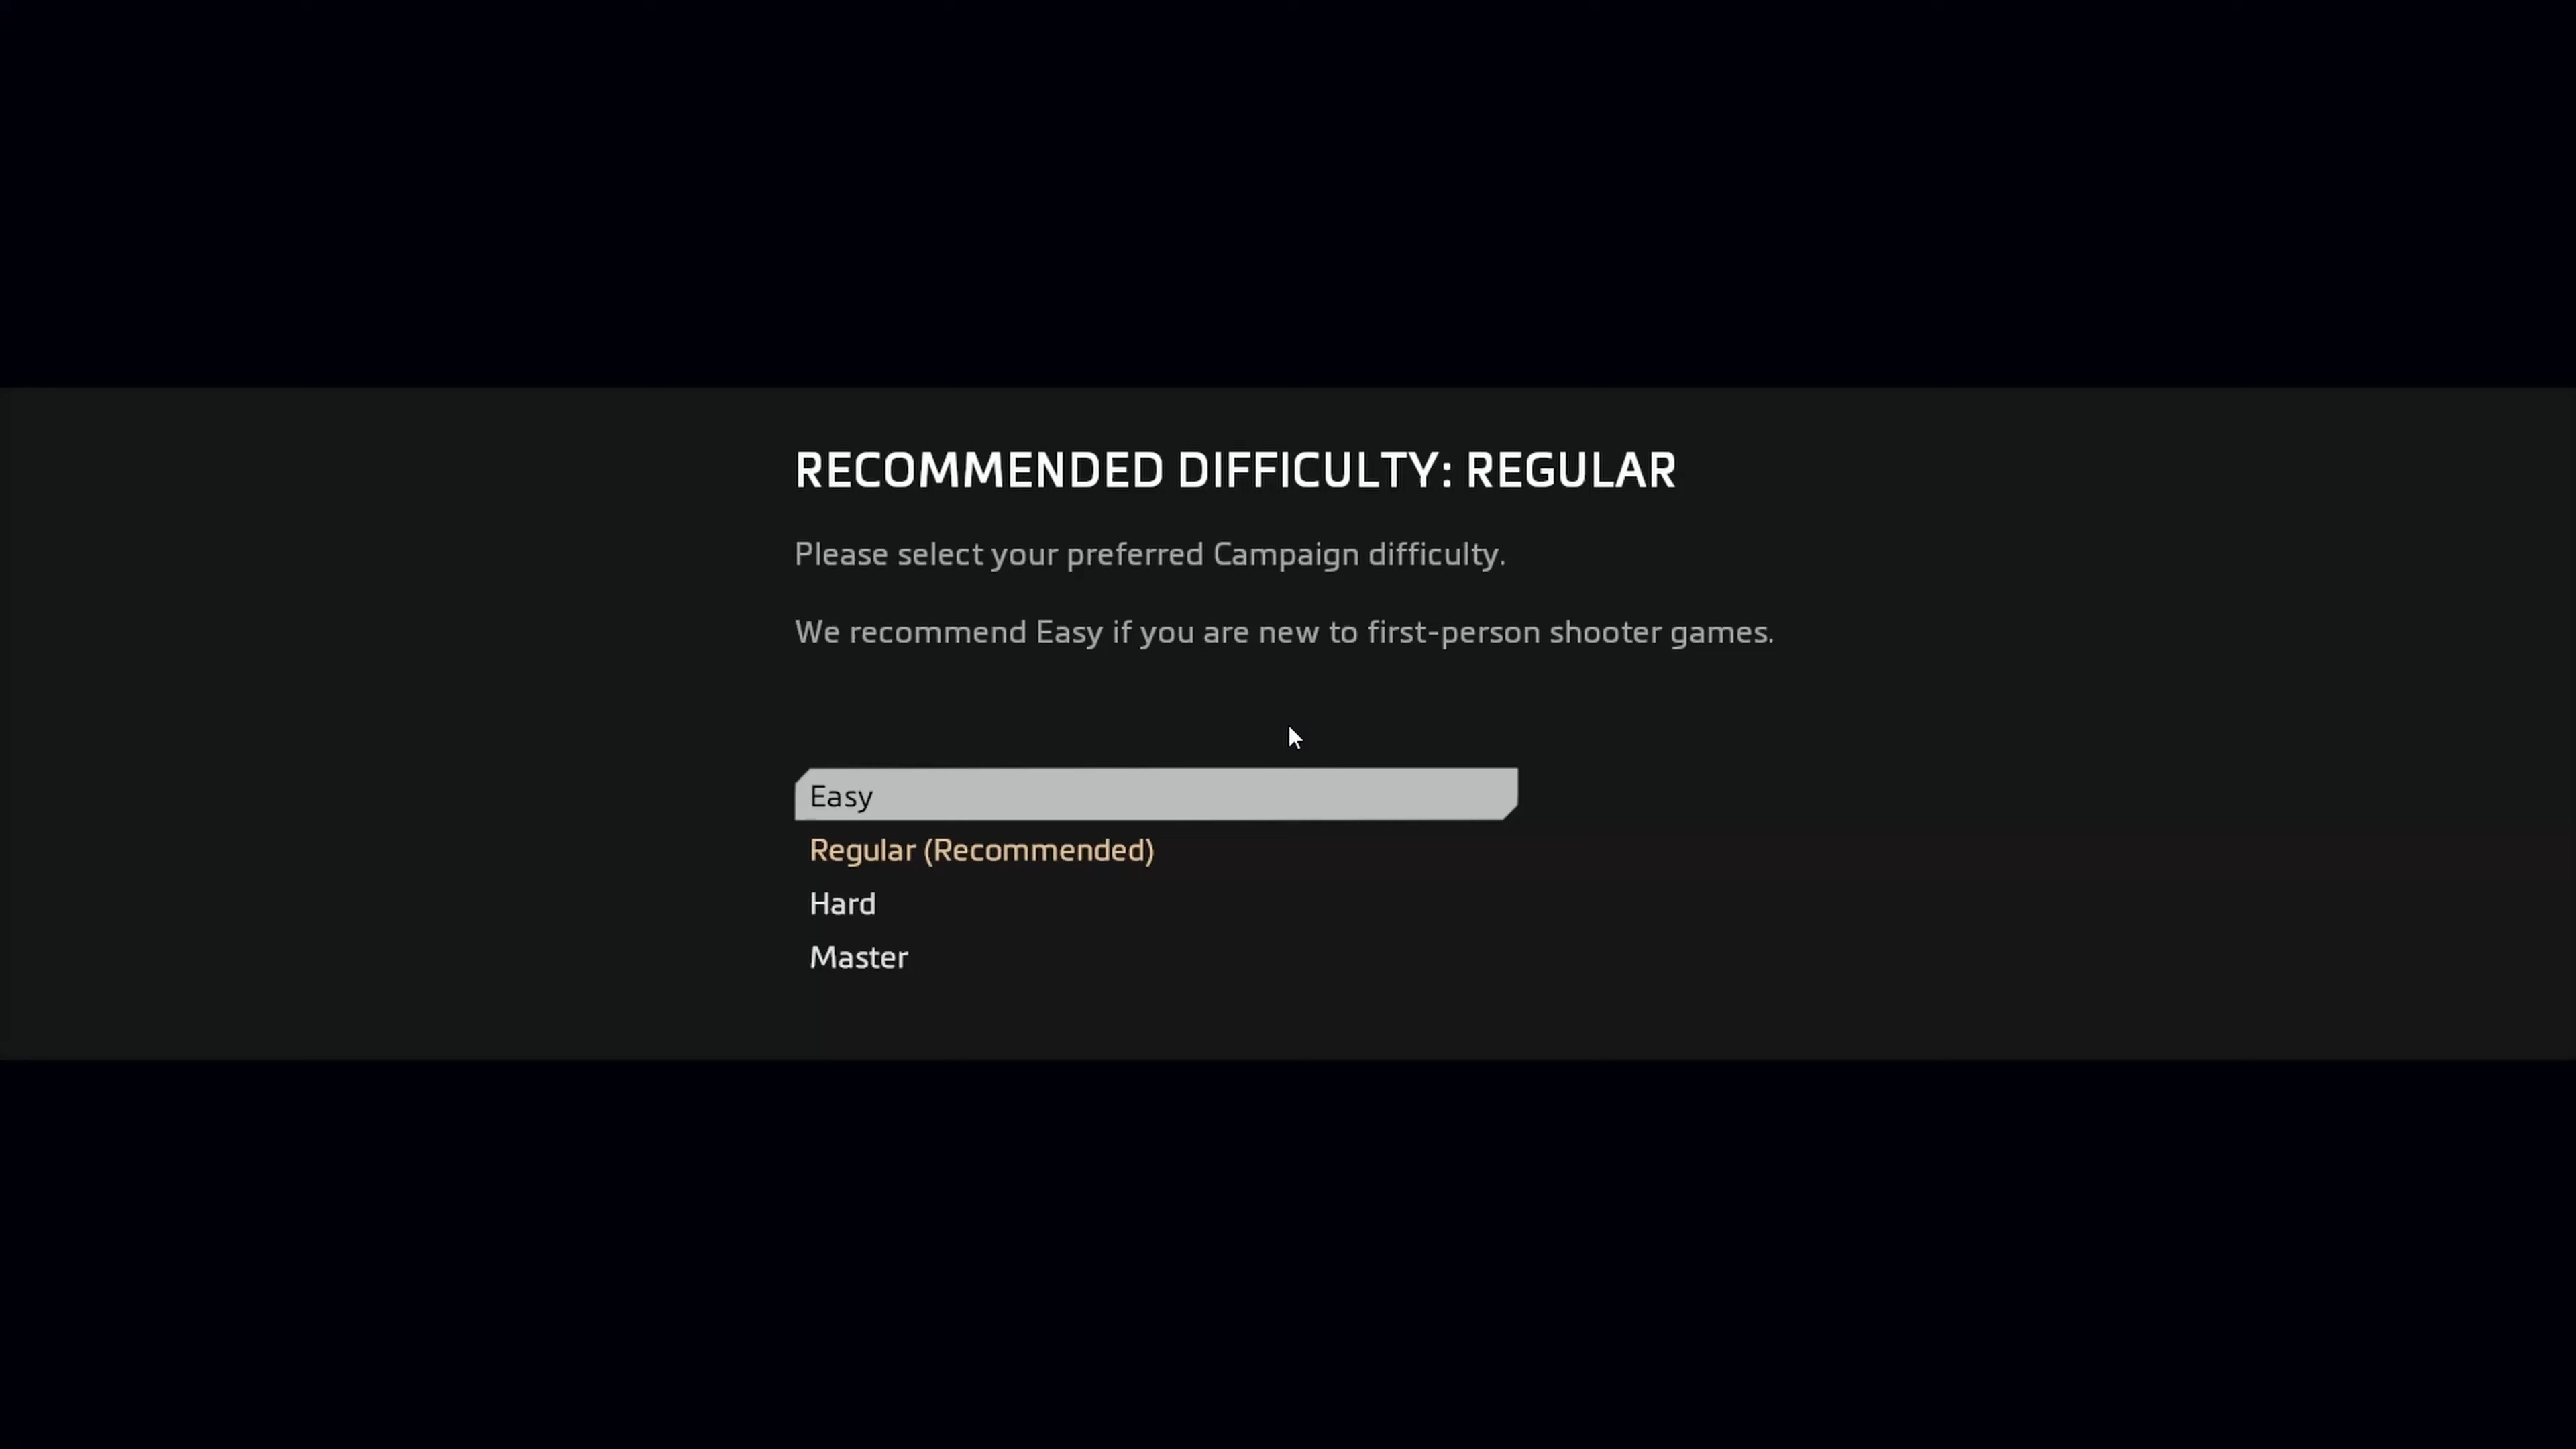 RECOMMENDED DIFFICULTY: REGULAR
Please select your preferred Campaign difficulty.
We recommend Easy if you are new to first-person shooter games.
Easy
Regular (Recommended)
Hard
Master